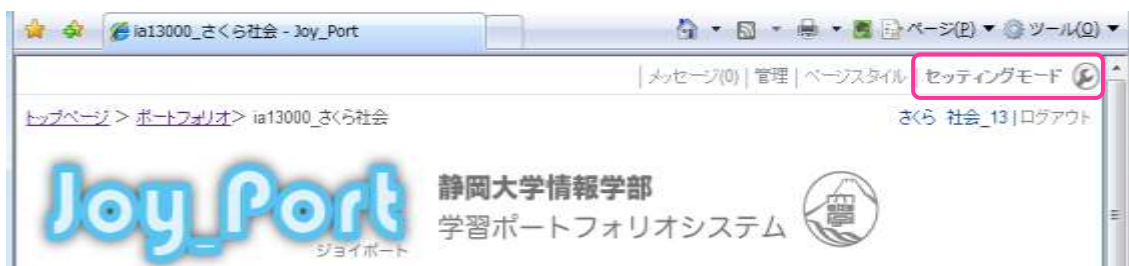 ia13000_さくら社会 - Joy_Port
ページ(P) ツール(O)
メッセージ(0) | 管理 | ページスタイル | セッティングモード
トップページ > ポートフォリオ> ia13000_さくら社会
さくら 社会_13 | ログアウト
Joy_Port
ジョイポート
静岡大学情報学部
学習ポートフォリオシステム